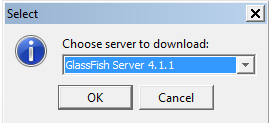 Select
Choose server to download:
GlassFish Server 4.1.1
OK
Cancel